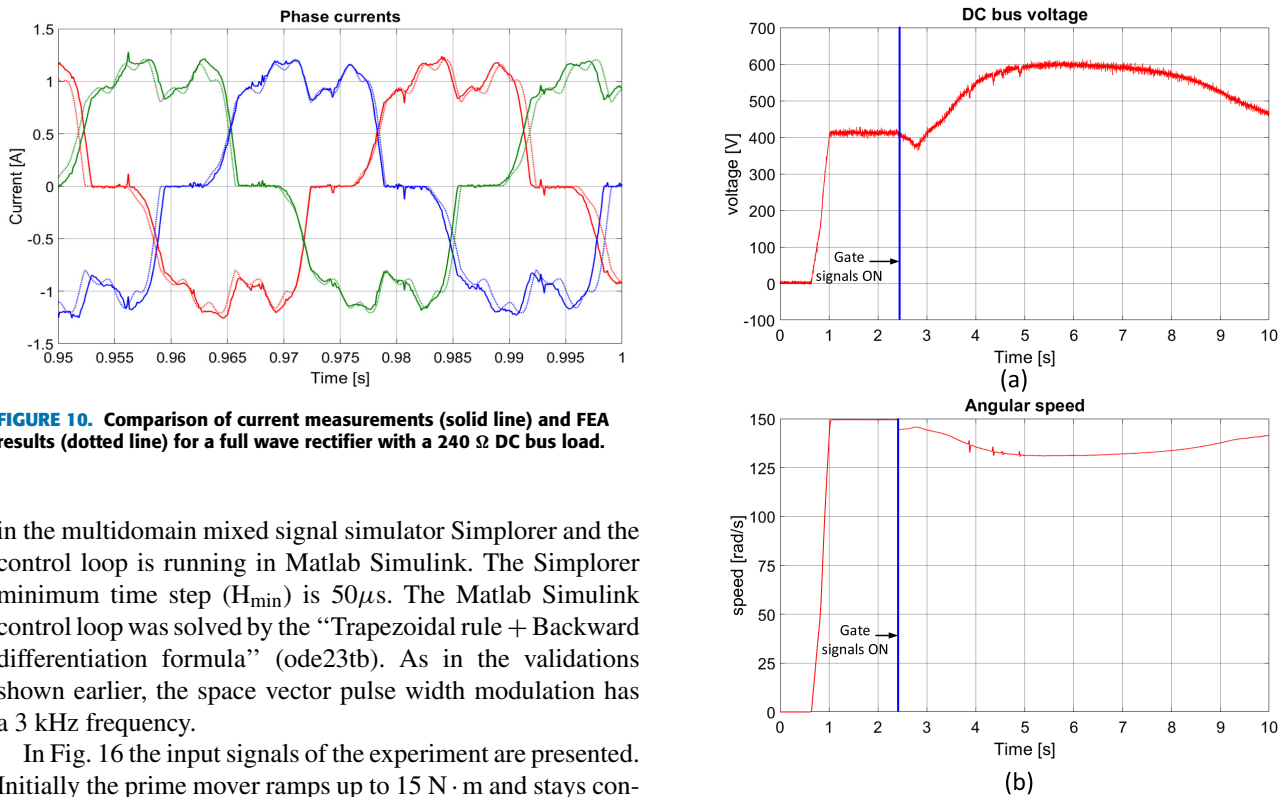 Phase currents
1.5
1
0.5
0
-0.5
-1
-1.5
Current [A]
0.95 0.955 0.96 0.965 0.97 0.975 0.98 0.985 0.99 0.995 1
Time [s]
FIGURE 10. Comparison of current measurements (solid line) and FEA
results (dotted line) for a full wave rectifier with a 240 Ω DC bus load.
in the multidomain mixed signal simulator Simplorer and the
control loop is running in Matlab Simulink. The Simplorer
minimum time step (Hmin) is 50μs. The Matlab Simulink
control loop was solved by the “Trapezoidal rule + Backward
differentiation formula” (ode23tb). As in the validations
shown earlier, the space vector pulse width modulation has
a 3 kHz frequency.
In Fig. 16 the input signals of the experiment are presented.
Initially the prime mover ramps up to 15 N · m and stays con-
DC bus voltage
700
600
500
400
300
200
100
0
-100
voltage [V]
Gate
signals ON
0 1 2 3 4 5 6 7 8 9 10
Time [s]
(a)
Angular speed
150
125
100
75
50
25
0
speed [rad/s]
Gate
signals ON
0 1 2 3 4 5 6 7 8 9 10
Time [s]
(b)